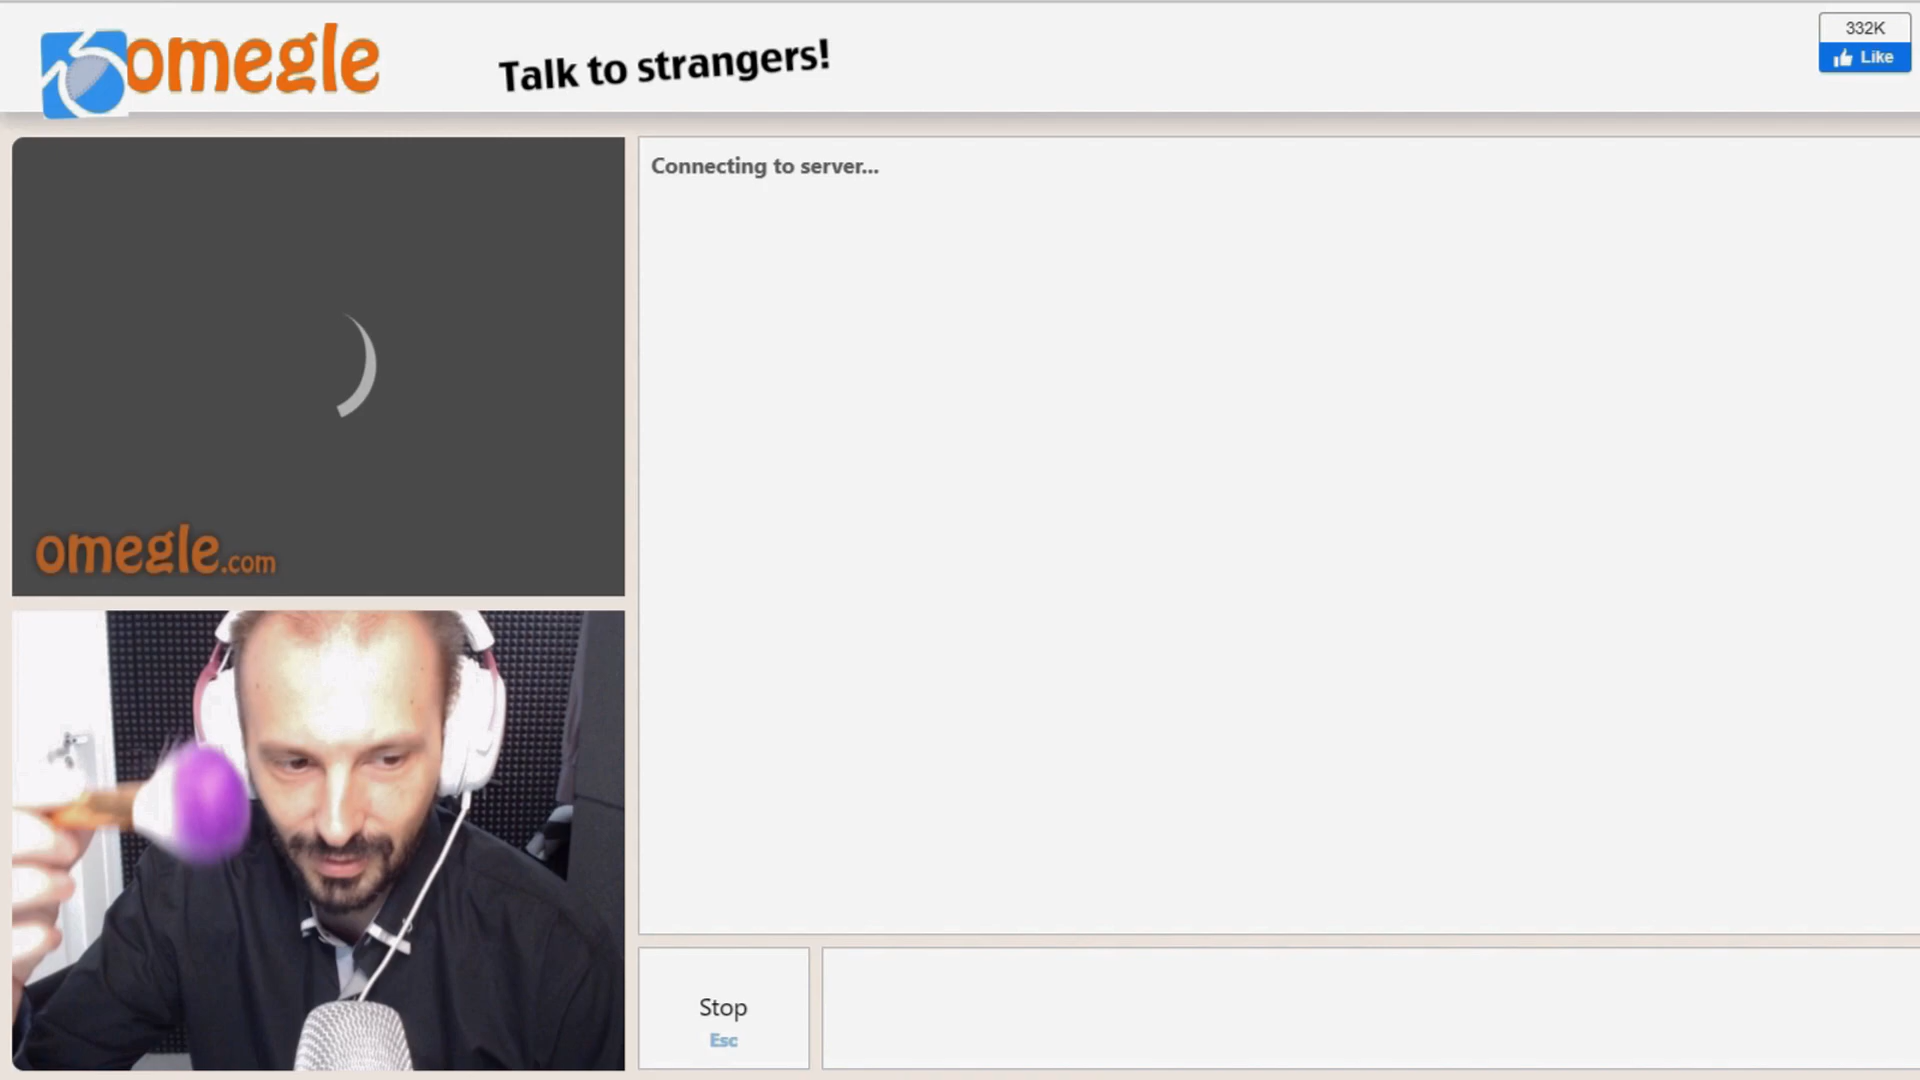 omegle
Talk to strangers!
332K
Like
Connecting to server...
omegle.com
Stop
Esc